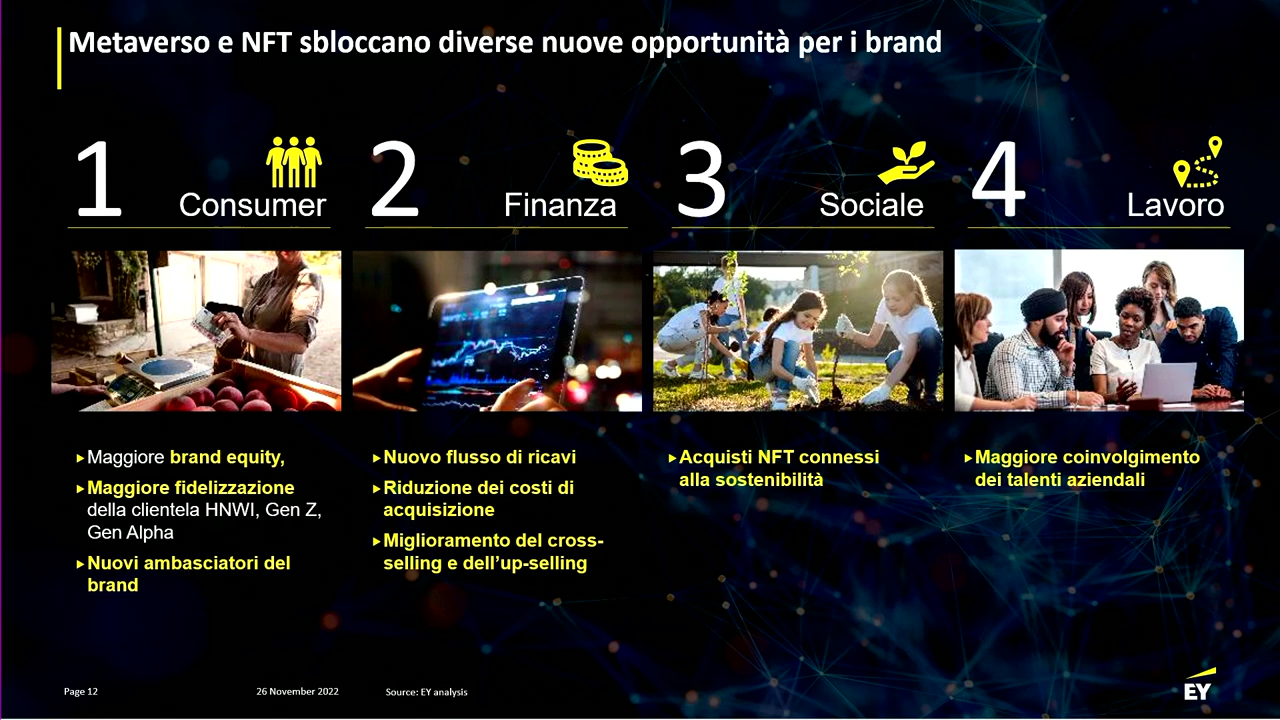 Metaverso e NFT sbloccano diverse nuove opportunità per i brand
1
Consumer
2
Finanza
3
Sociale
4
Lavoro
▸Maggiore brand equity,
▸Maggiore fidelizzazione
della clientela HNWI, Gen Z,
Gen Alpha
▸Nuovi ambasciatori del
brand
▸Nuovo flusso di ricavi
▸Riduzione dei costi di
acquisizione
▸Miglioramento del cross-
selling e dell’up-selling
▸Acquisti NFT connessi
alla sostenibilità
▸Maggiore coinvolgimento
dei talenti aziendali
Page 12
26 November 2022
Source: EY analysis
EY